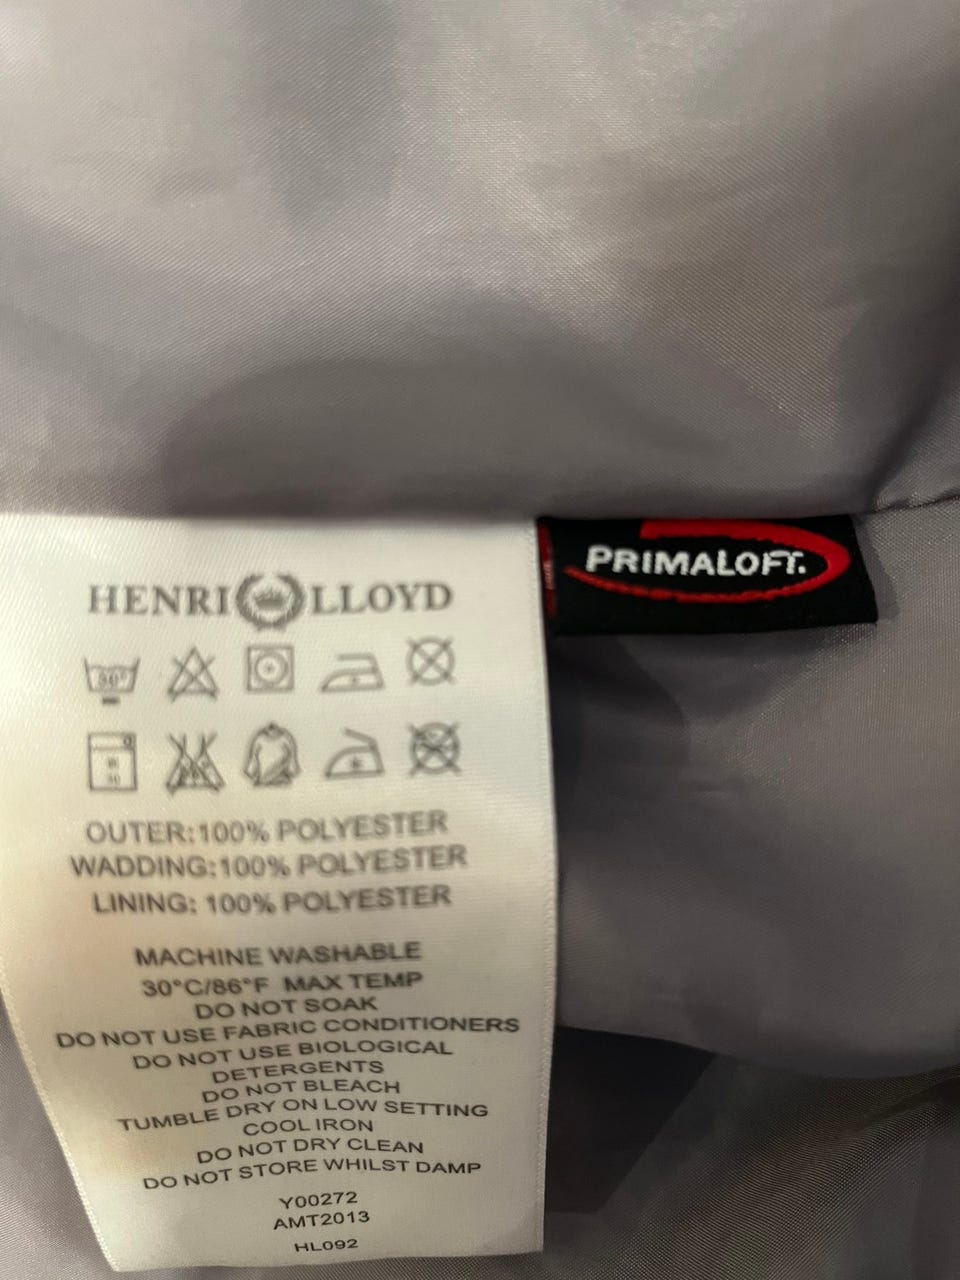 HENRI LLOYD
PRIMALOFT.
30°
OUTER:100% POLYESTER
WADDING:100% POLYESTER
LINING: 100% POLYESTER
MACHINE WASHABLE
30°C/86°F MAX TEMP
DO NOT SOAK
DO NOT USE FABRIC CONDITIONERS
DO NOT USE BIOLOGICAL
DETERGENTS
DO NOT BLEACH
TUMBLE DRY ON LOW SETTING
COOL IRON
DO NOT DRY CLEAN
DO NOT STORE WHILST DAMP
Y00272
AMT2013
HL092